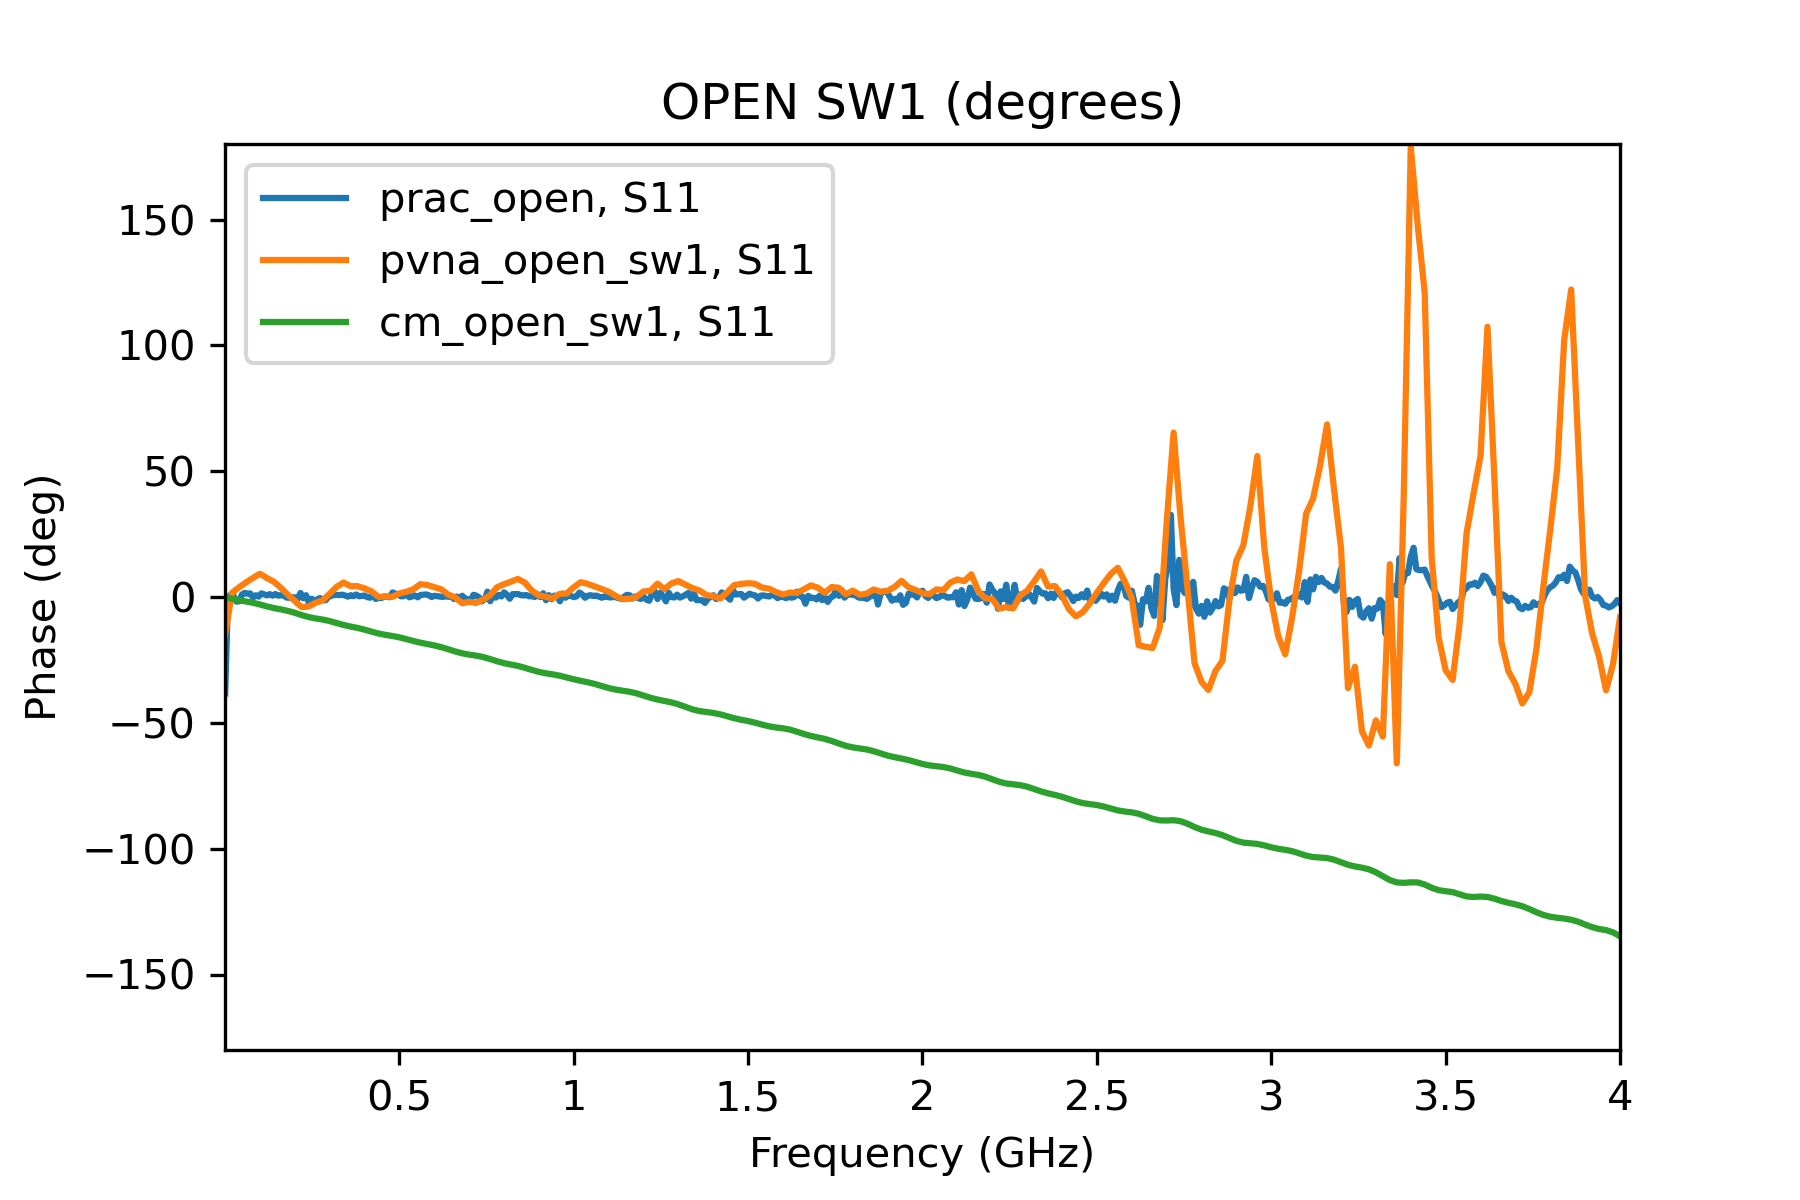 OPEN SW1 (degrees)
prac_open, S11
pvna_open_sw1, S11
cm_open_sw1, S11
Phase (deg)
150
100
50
0
−50
−100
−150
0.5 1 1.5 2 2.5 3 3.5 4
Frequency (GHz)